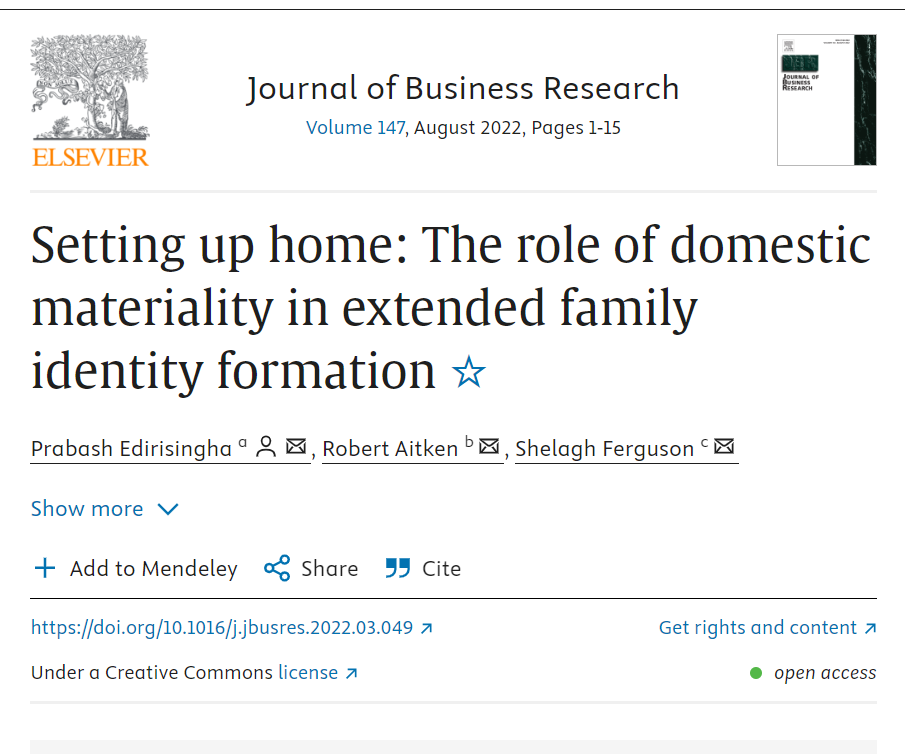 ELSEVIER
Journal of Business Research
Volume 147, August 2022, Pages 1-15
JOURNAL OF
BUSINESS
RESEARCH
Setting up home: The role of domestic
materiality in extended family
identity formation ☆
Prabash Edirisingha a, Robert Aitken b, Shelagh Ferguson c
Show more
Add to Mendeley Share Cite
https://doi.org/10.1016/j.jbusres.2022.03.049 Get rights and content
Under a Creative Commons license open access